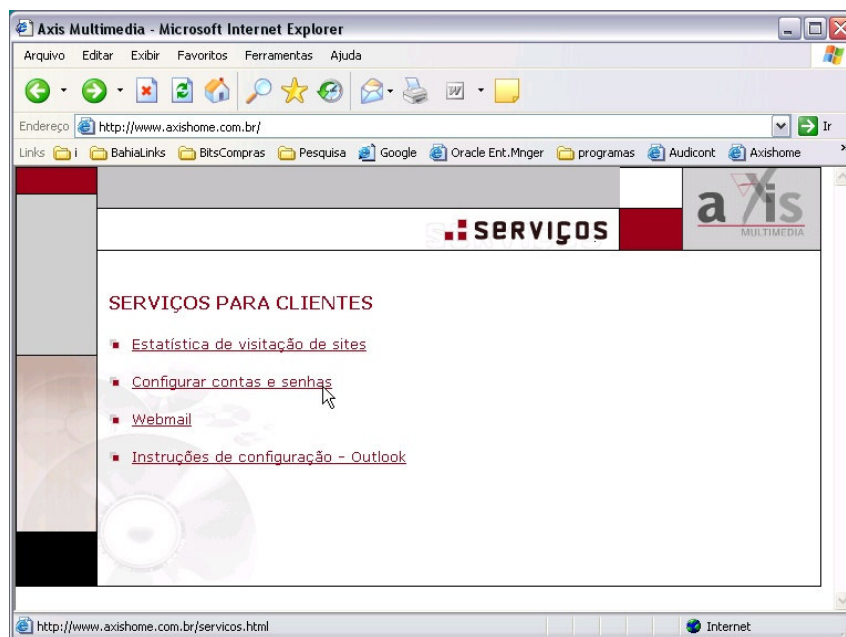 Axis Multimedia - Microsoft Internet Explorer
Arquivo Editar Exibir Favoritos Ferramentas Ajuda
Endereço http://www.axishome.com.br/ Ir
Links i BahiaLinks BitsCompras Pesquisa Google Oracle Ent.Mnger programas Audicont Axishome »
serviços
axis
MULTIMEDIA
SERVIÇOS PARA CLIENTES
Estatística de visitação de sites
Configurar contas e senhas
Webmail
Instruções de configuração - Outlook
http://www.axishome.com.br/servicos.html Internet